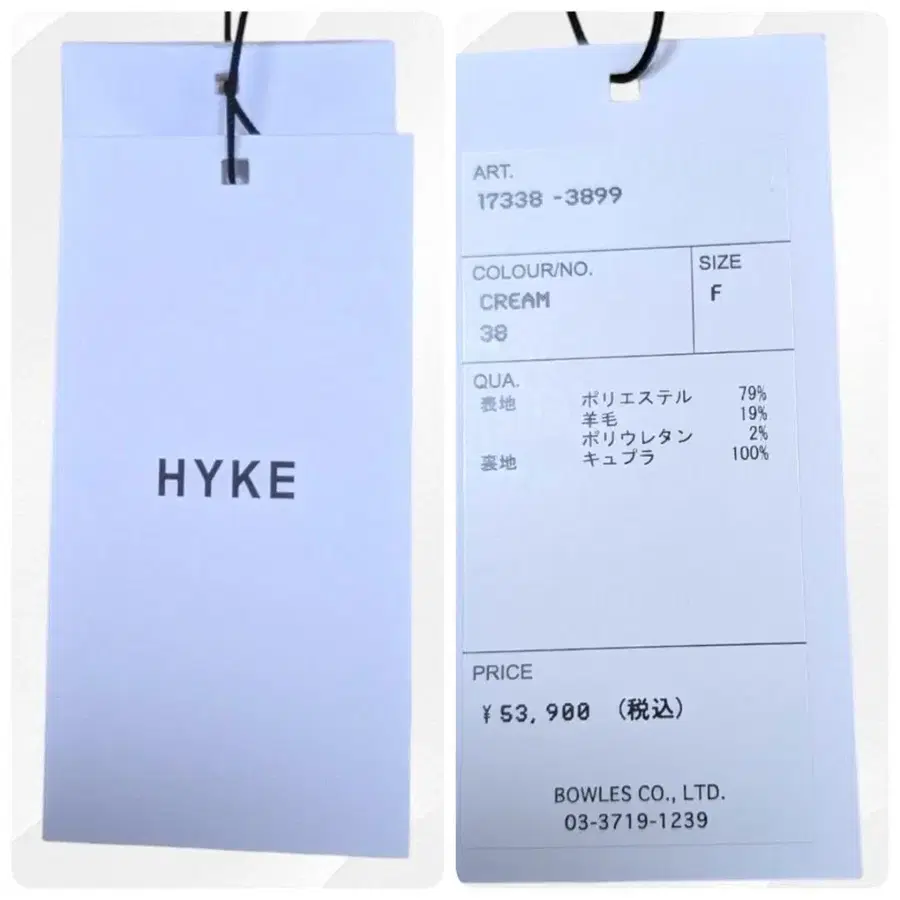 HYKE
ART.
17338 -3899
COLOUR/NO.
CREAM
38
SIZE
F
QUA.
表地 ポリエステル 79%
羊毛 19%
ポリウレタン 2%
裏地 キュプラ 100%
PRICE
¥53,900 (税込)
BOWLES CO., LTD.
03-3719-1239